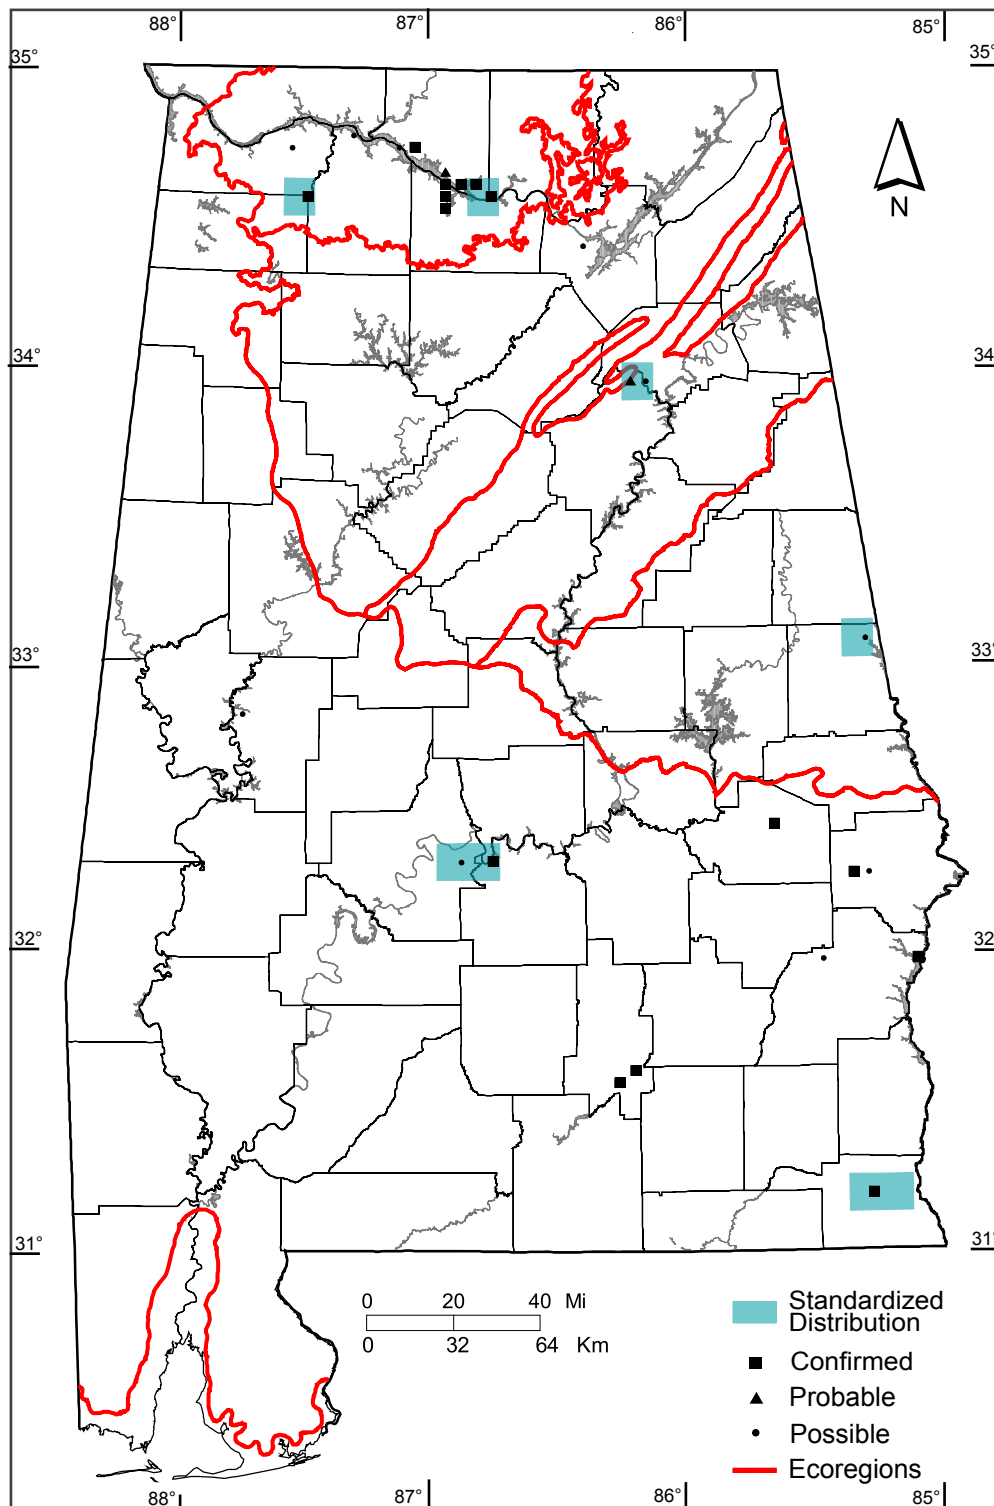 88° 87° 86° 85°
35° 35°
N
34° 34
33° 33°
32° 32
31° 31
0 20 40 Mi
0 32 64 Km
Standardized
Distribution
Confirmed
Probable
Possible
Ecoregions
88° 87° 86° 85°